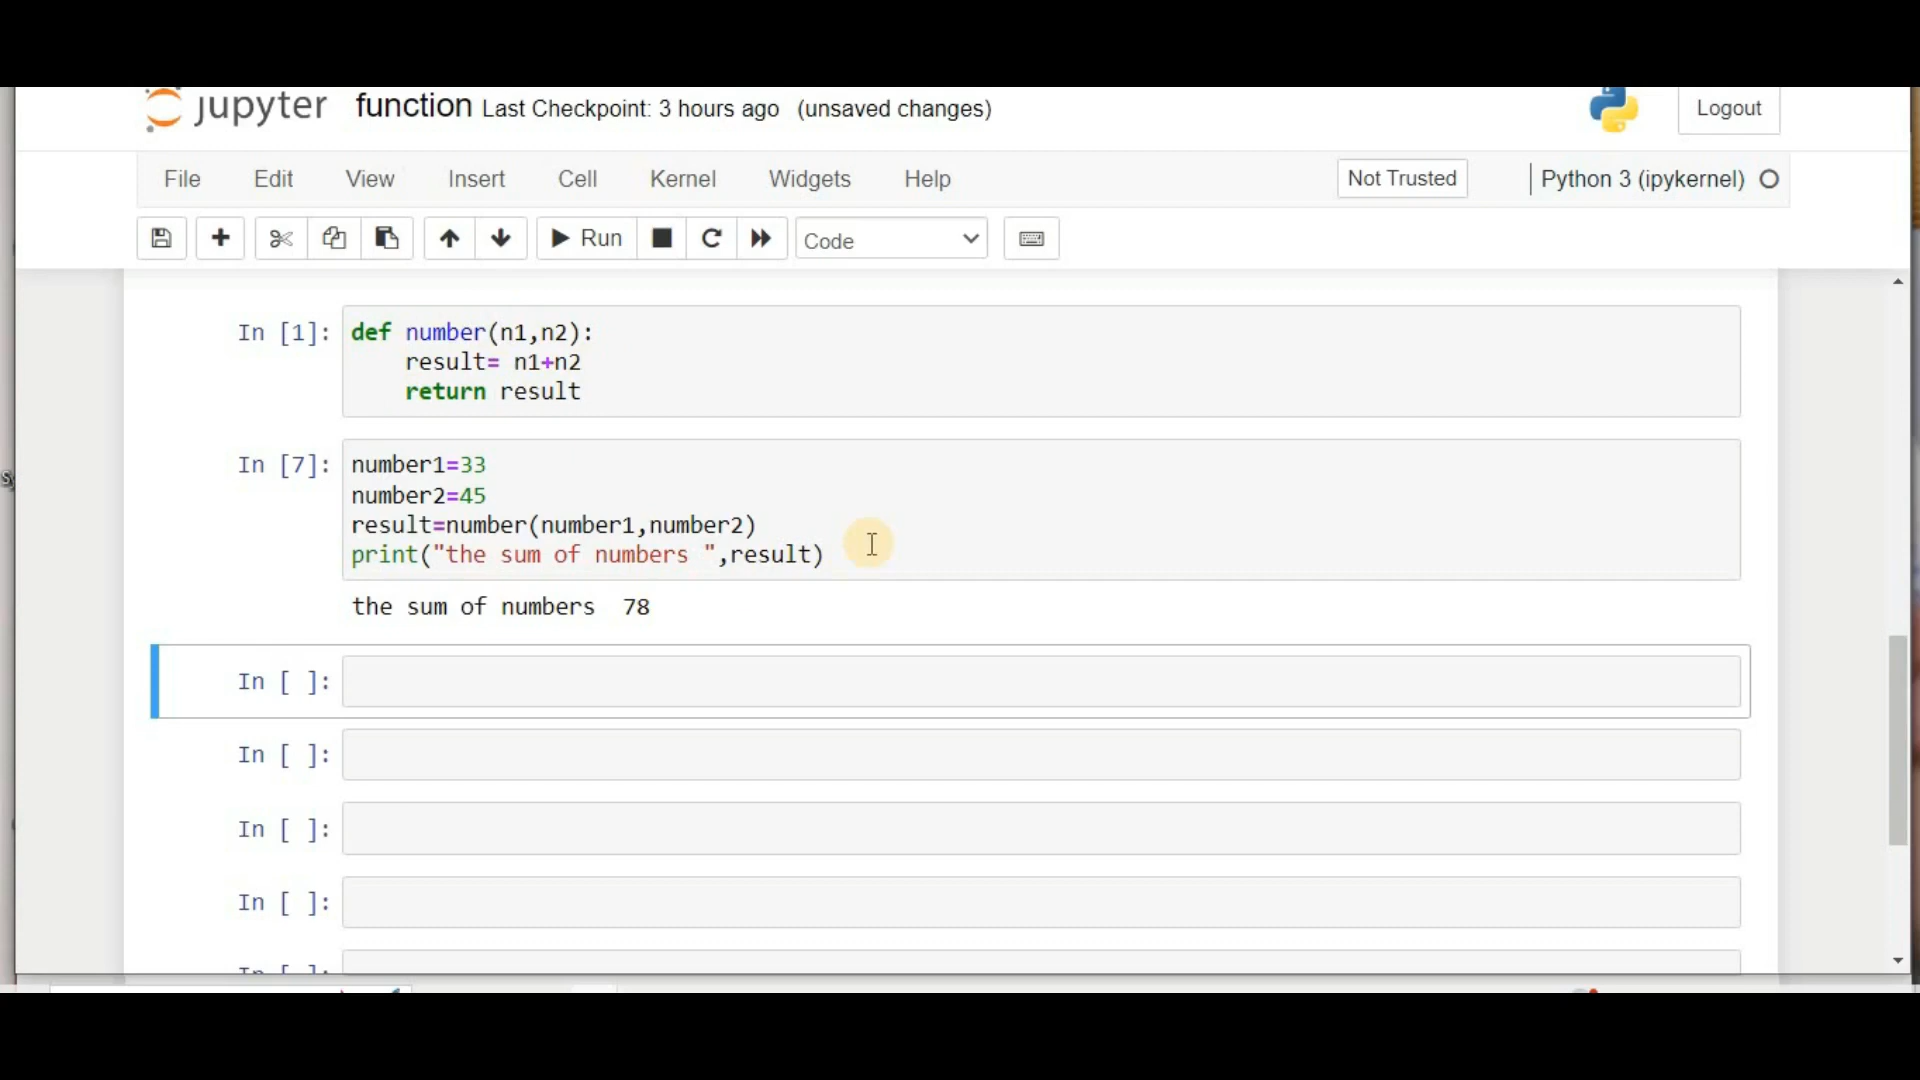 jupyter function Last Checkpoint: 3 hours ago (unsaved changes) Logout
File Edit View Insert Cell Kernel Widgets Help Not Trusted Python 3 (ipykernel)
Run Code
In [1]: def number(n1,n2):
result= n1+n2
return result
In [7]: number1=33
number2=45
result=number(number1,number2)
print("the sum of numbers ",result)
the sum of numbers  78
In [ ]:
In [ ]:
In [ ]:
In [ ]:
In [ ]: